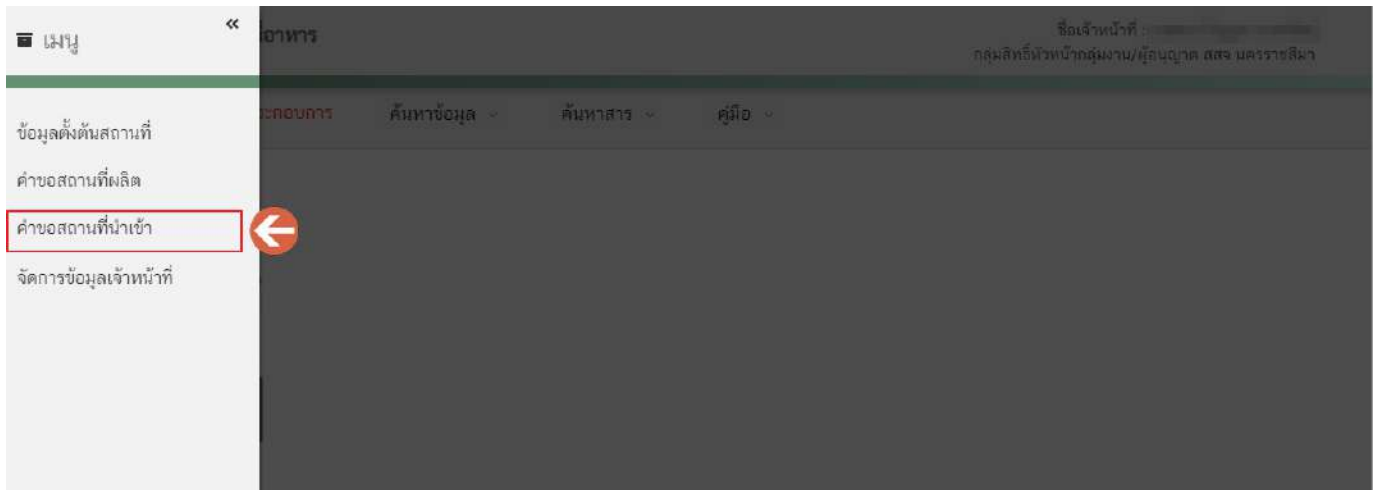 เมนู
«
ข้อมูลตั้งต้นสถานที่
คำขอสถานที่ผลิต
คำขอสถานที่นำเข้า
จัดการข้อมูลเจ้าหน้าที่
อาหาร
ชื่อเจ้าหน้าที่ :
กลุ่มสิทธิ์หัวหน้ากลุ่มงาน/ผู้อนุญาต สสจ นครราชสีมา
ะกอบการ ค้นหาข้อมูล ค้นหาสาร คู่มือ